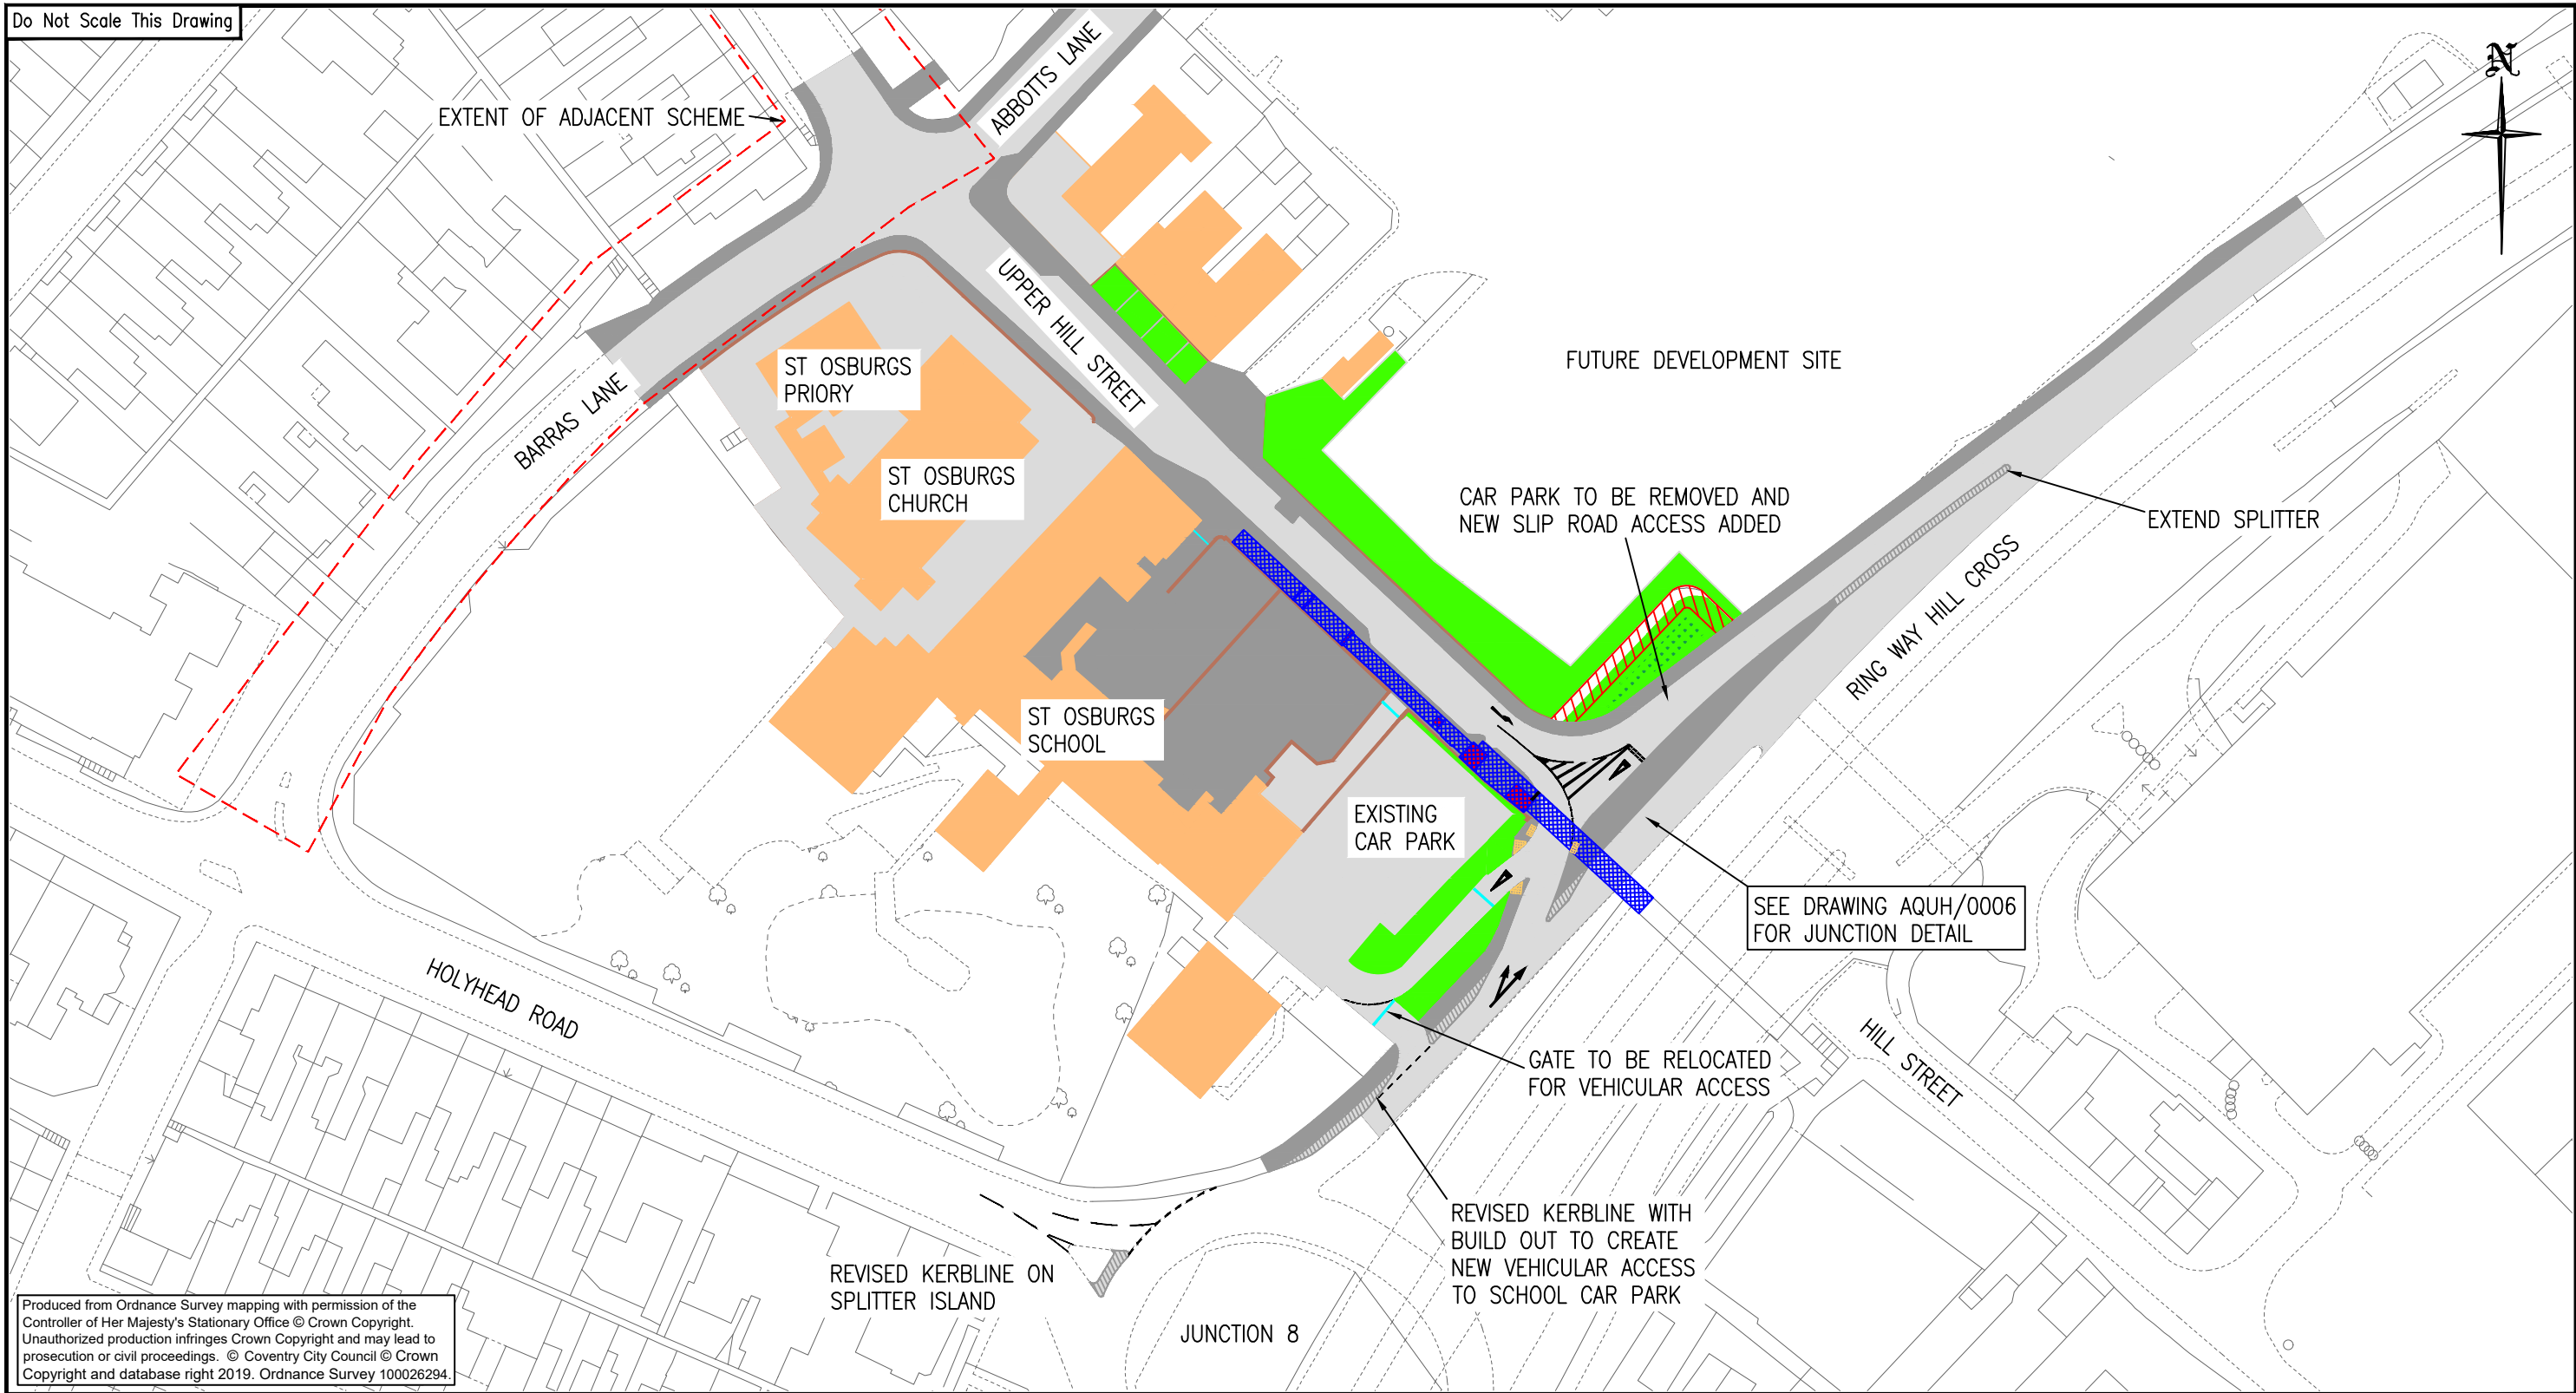 Do Not Scale This Drawing
N
ABBOTTS LANE
EXTENT OF ADJACENT SCHEME
UPPER HILL STREET
FUTURE DEVELOPMENT SITE
ST OSBURGS
PRIORY
BARRAS LANE
ST OSBURGS
CHURCH
CAR PARK TO BE REMOVED AND
NEW SLIP ROAD ACCESS ADDED
EXTEND SPLITTER
RING WAY HILL CROSS
ST OSBURGS
SCHOOL
EXISTING
CAR PARK
SEE DRAWING AQUH/0006
FOR JUNCTION DETAIL
HOLYHEAD ROAD
GATE TO BE RELOCATED
FOR VEHICULAR ACCESS
HILL STREET
REVISED KERBLINE WITH
BUILD OUT TO CREATE
NEW VEHICULAR ACCESS
TO SCHOOL CAR PARK
REVISED KERBLINE ON
SPLITTER ISLAND
JUNCTION 8
Produced from Ordnance Survey mapping with permission of the
Controller of Her Majesty's Stationary Office © Crown Copyright.
Unauthorized production infringes Crown Copyright and may lead to
prosecution or civil proceedings. © Coventry City Council © Crown
Copyright and database right 2019. Ordnance Survey 100026294.